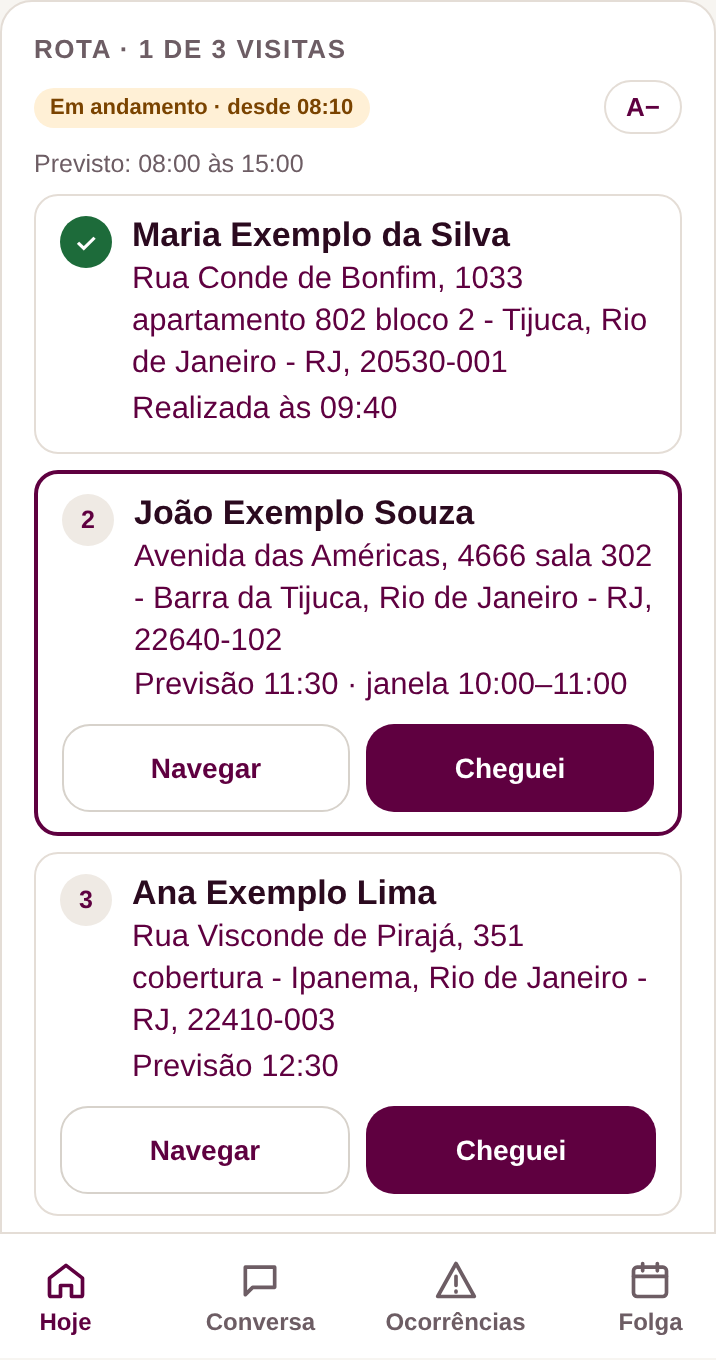 ROTA · 1 DE 3 VISITAS
Em andamento · desde 08:10
A−
Previsto: 08:00 às 15:00
Maria Exemplo da Silva
Rua Conde de Bonfim, 1033
apartamento 802 bloco 2 - Tijuca, Rio
de Janeiro - RJ, 20530-001
Realizada às 09:40
2
João Exemplo Souza
Avenida das Américas, 4666 sala 302
- Barra da Tijuca, Rio de Janeiro - RJ,
22640-102
Previsão 11:30 · janela 10:00–11:00
Navegar
Cheguei
3
Ana Exemplo Lima
Rua Visconde de Pirajá, 351
cobertura - Ipanema, Rio de Janeiro -
RJ, 22410-003
Previsão 12:30
Navegar
Cheguei
Hoje
Conversa
Ocorrências
Folga